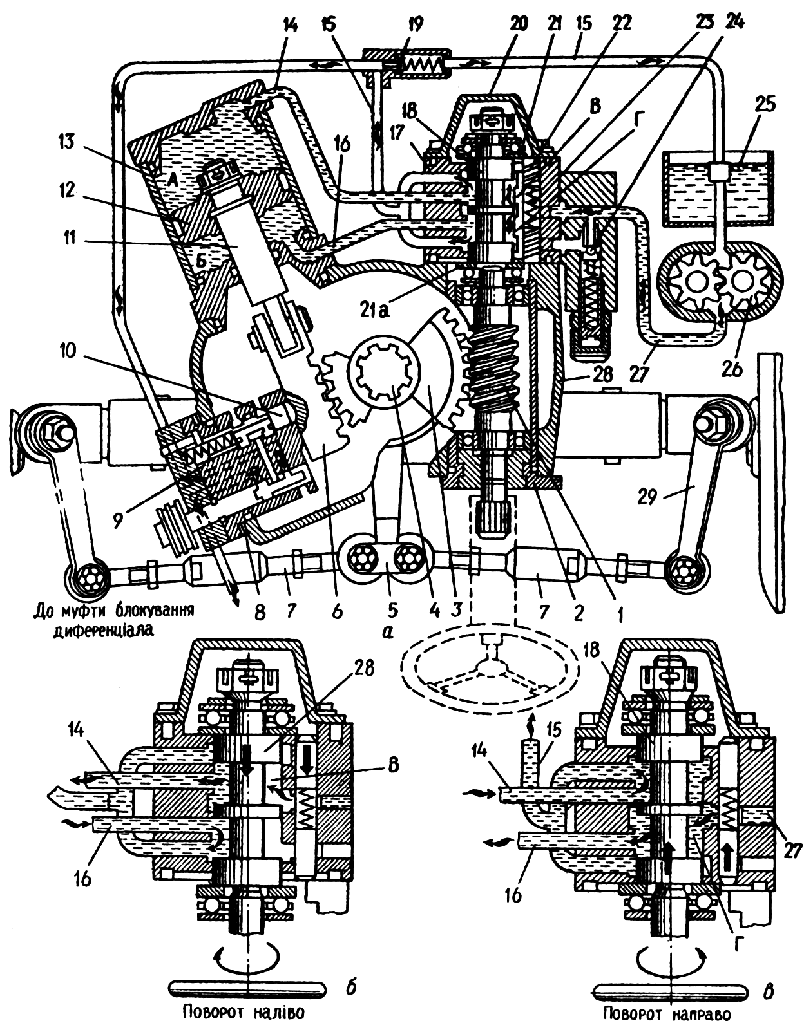 14 15 19 20 21 22 15 23 24
18
В Г
25
13
17
16
А
12
11
Б
21а
10
27 26
28
9
29
8 7 6 5 4 3 7 2 1
До муфти блокування
диференціала
а
28
18
14
В
15
14
16
27
16
Г
б
в
Поворот наліво
Поворот направо